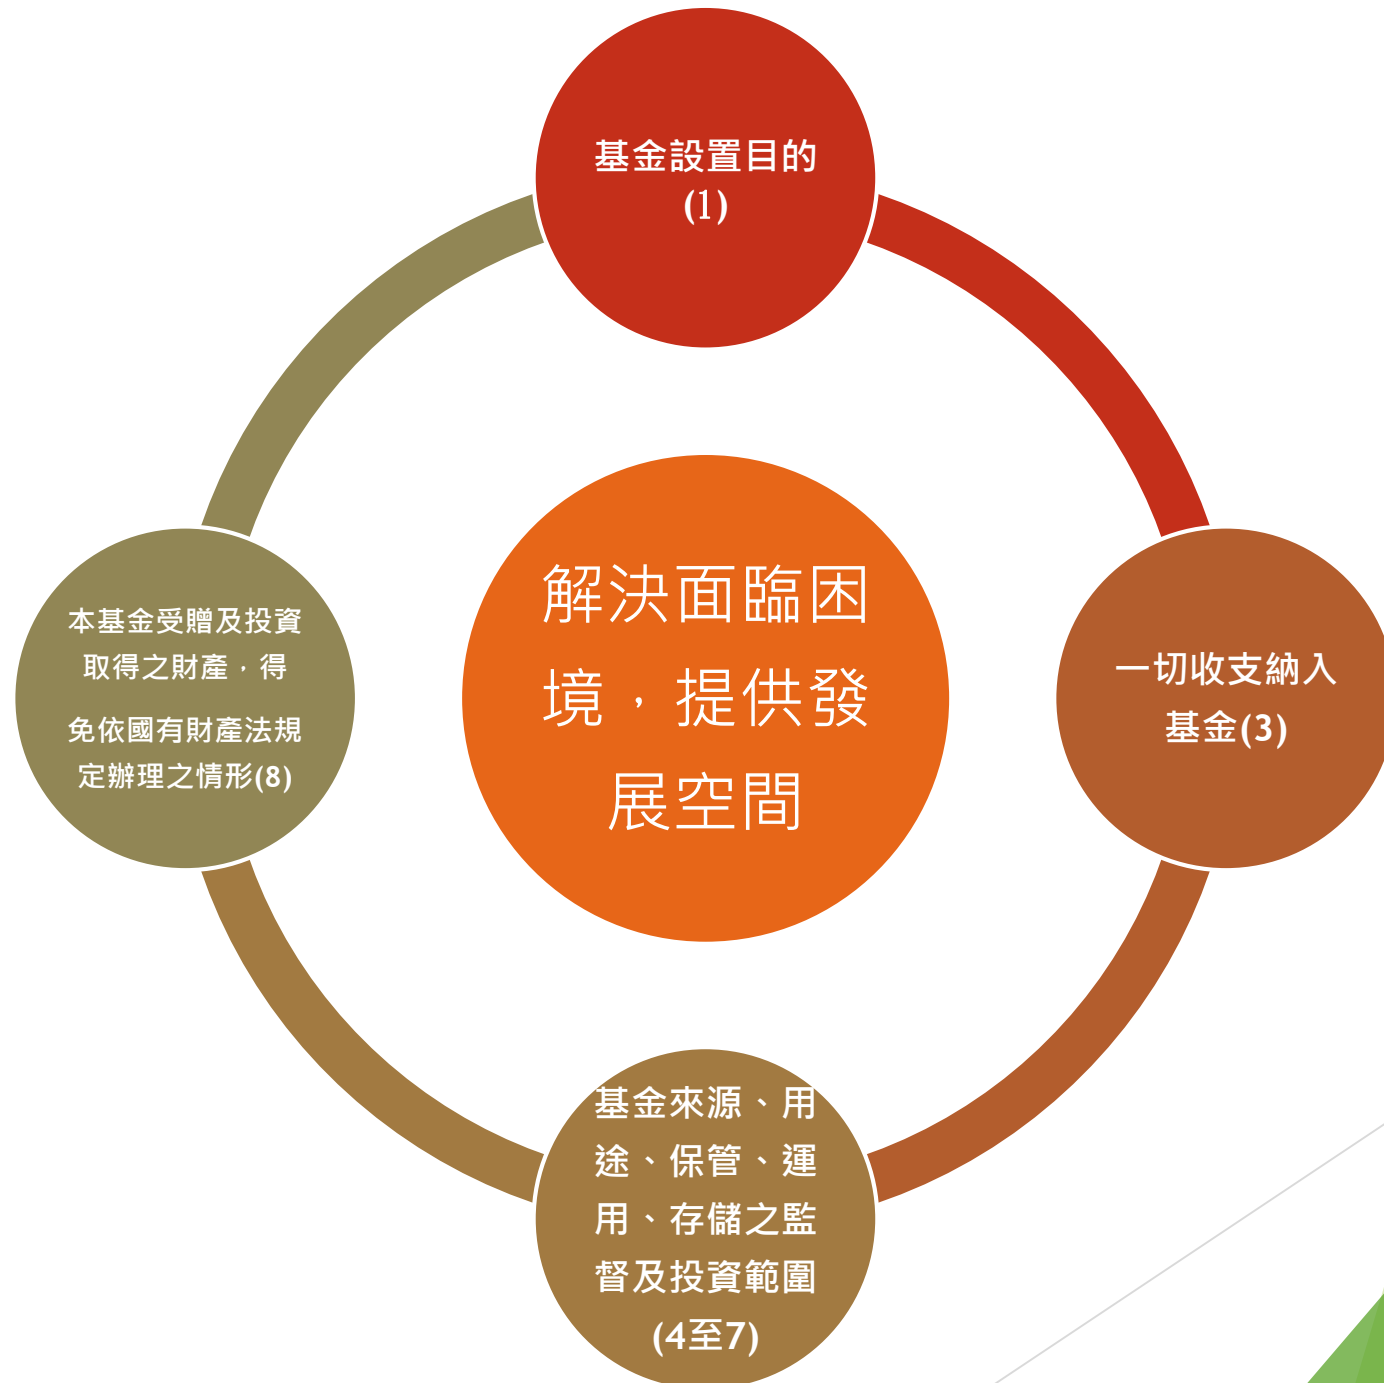 基金設置目的
(1)
解決面臨困
境，提供發
展空間
一切收支納入
基金(3)
基金來源、用
途、保管、運
用、存儲之監
督及投資範圍
(4至7)
本基金受贈及投資
取得之財產，得
免依國有財產法規
定辦理之情形(8)